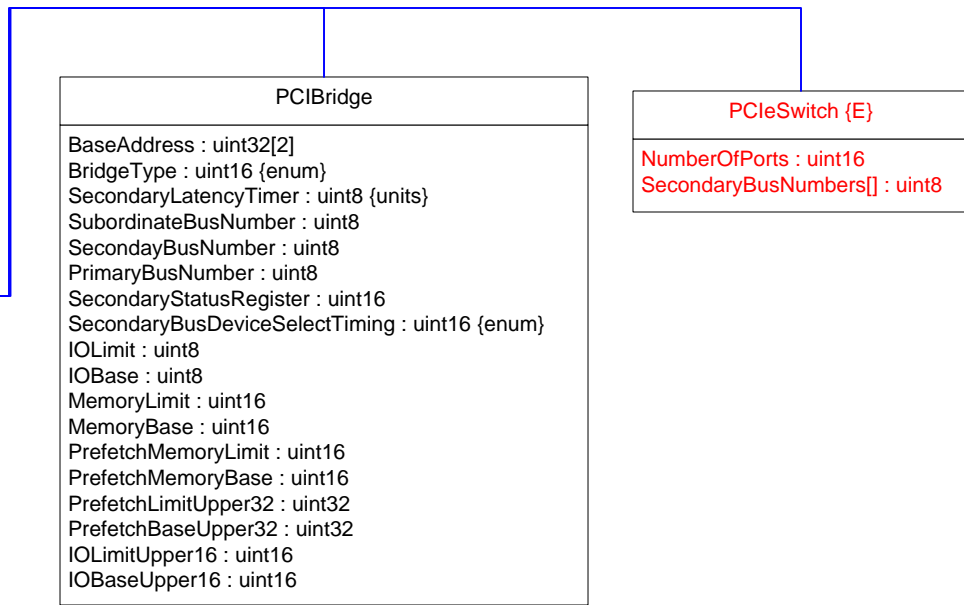 PCIBridge
BaseAddress : uint32[2]
BridgeType : uint16 {enum}
SecondaryLatencyTimer : uint8 {units}
SubordinateBusNumber : uint8
SecondayBusNumber : uint8
PrimaryBusNumber : uint8
SecondaryStatusRegister : uint16
SecondaryBusDeviceSelectTiming : uint16 {enum}
IOLimit : uint8
IOBase : uint8
MemoryLimit : uint16
MemoryBase : uint16
PrefetchMemoryLimit : uint16
PrefetchMemoryBase : uint16
PrefetchLimitUpper32 : uint32
PrefetchBaseUpper32 : uint32
IOLimitUpper16 : uint16
IOBaseUpper16 : uint16
PCIeSwitch {E}
NumberOfPorts : uint16
SecondaryBusNumbers[] : uint8